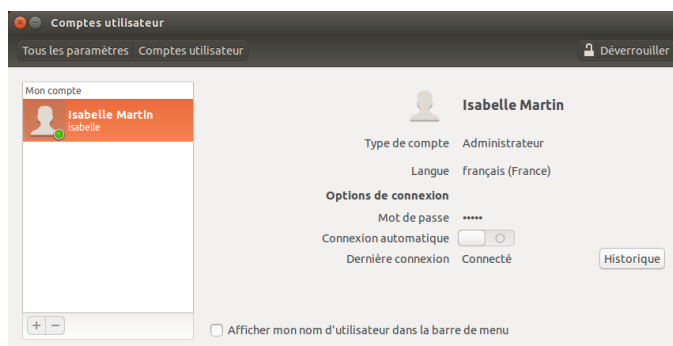 Comptes utilisateur
Tous les paramètres Comptes utilisateur Déverrouiller
Mon compte
Isabelle Martin
isabelle
Isabelle Martin
Type de compte Administrateur
Langue français (France)
Options de connexion
Mot de passe •••••
Connexion automatique
Dernière connexion Connecté Historique
+ −
Afficher mon nom d'utilisateur dans la barre de menu